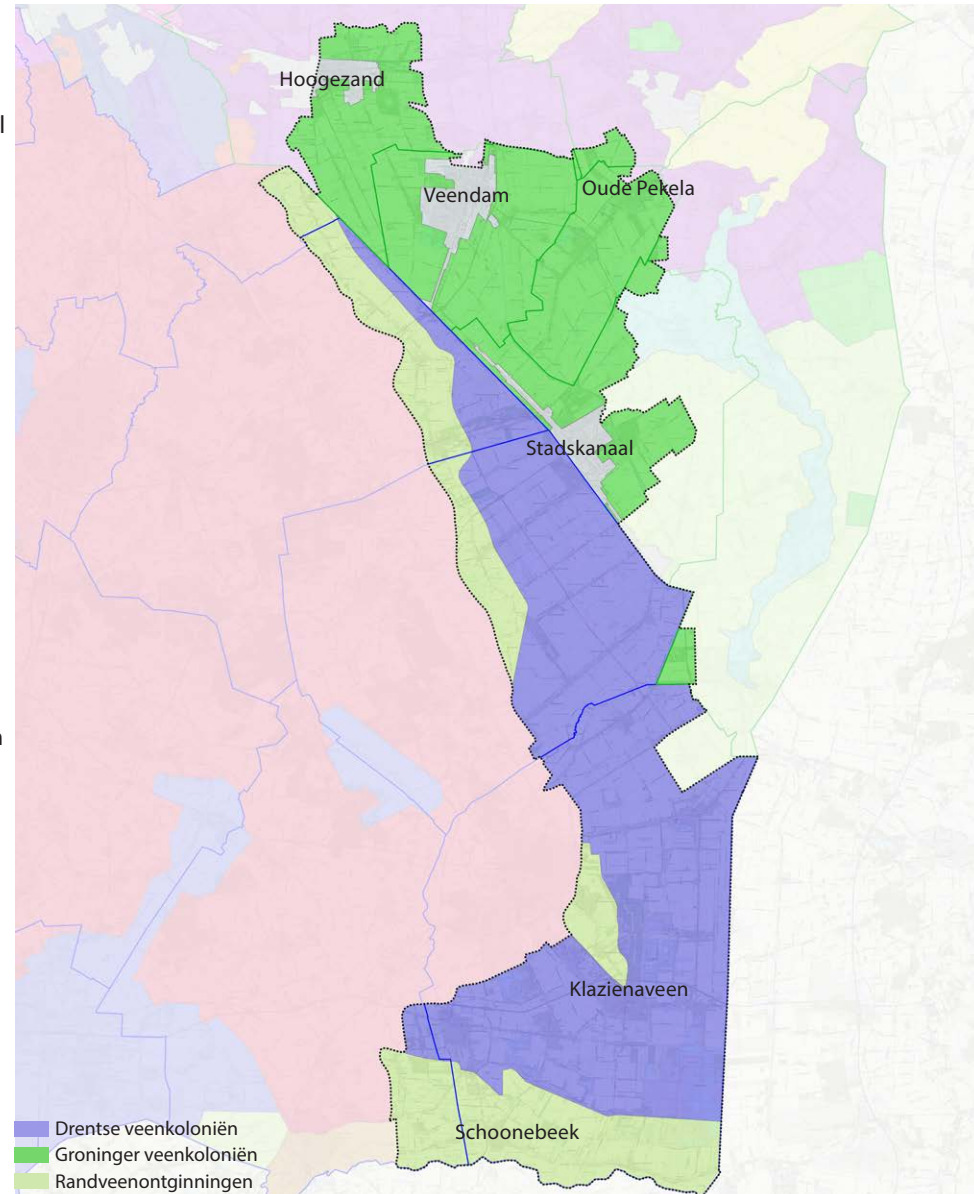 Hoogezand
l
Veendam
Oude Pekela
Stadskanaal
n
Klazienaveen
Schoonebeek
Drentse veenkoloniën
Groninger veenkoloniën
Randveenontginningen